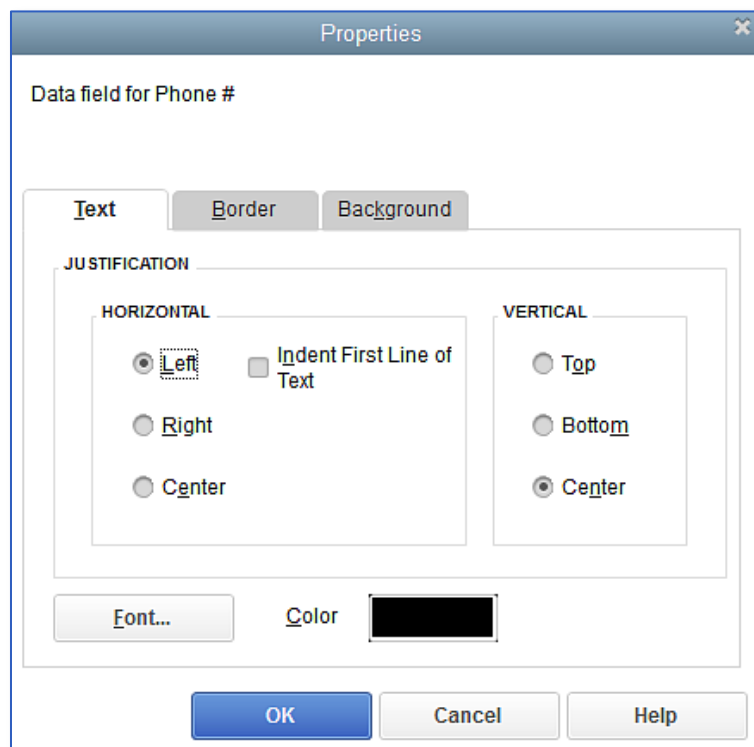 Properties
Data field for Phone #
Text Border Background
JUSTIFICATION
HORIZONTAL VERTICAL
Left Indent First Line of
Text
Top
Right Bottom
Center Center
Font... Color
OK Cancel Help